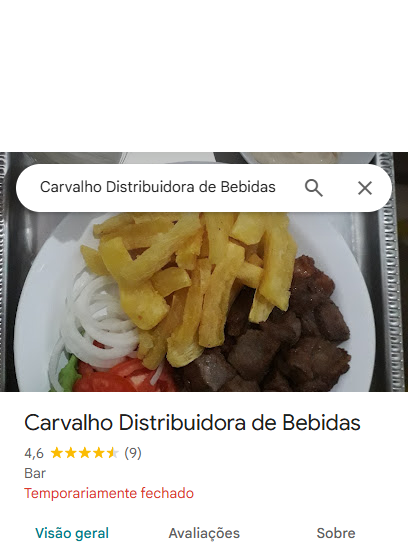 Carvalho Distribuidora de Bebidas
Carvalho Distribuidora de Bebidas
4,6 (9)
Bar
Temporariamente fechado
Visão geral Avaliações Sobre